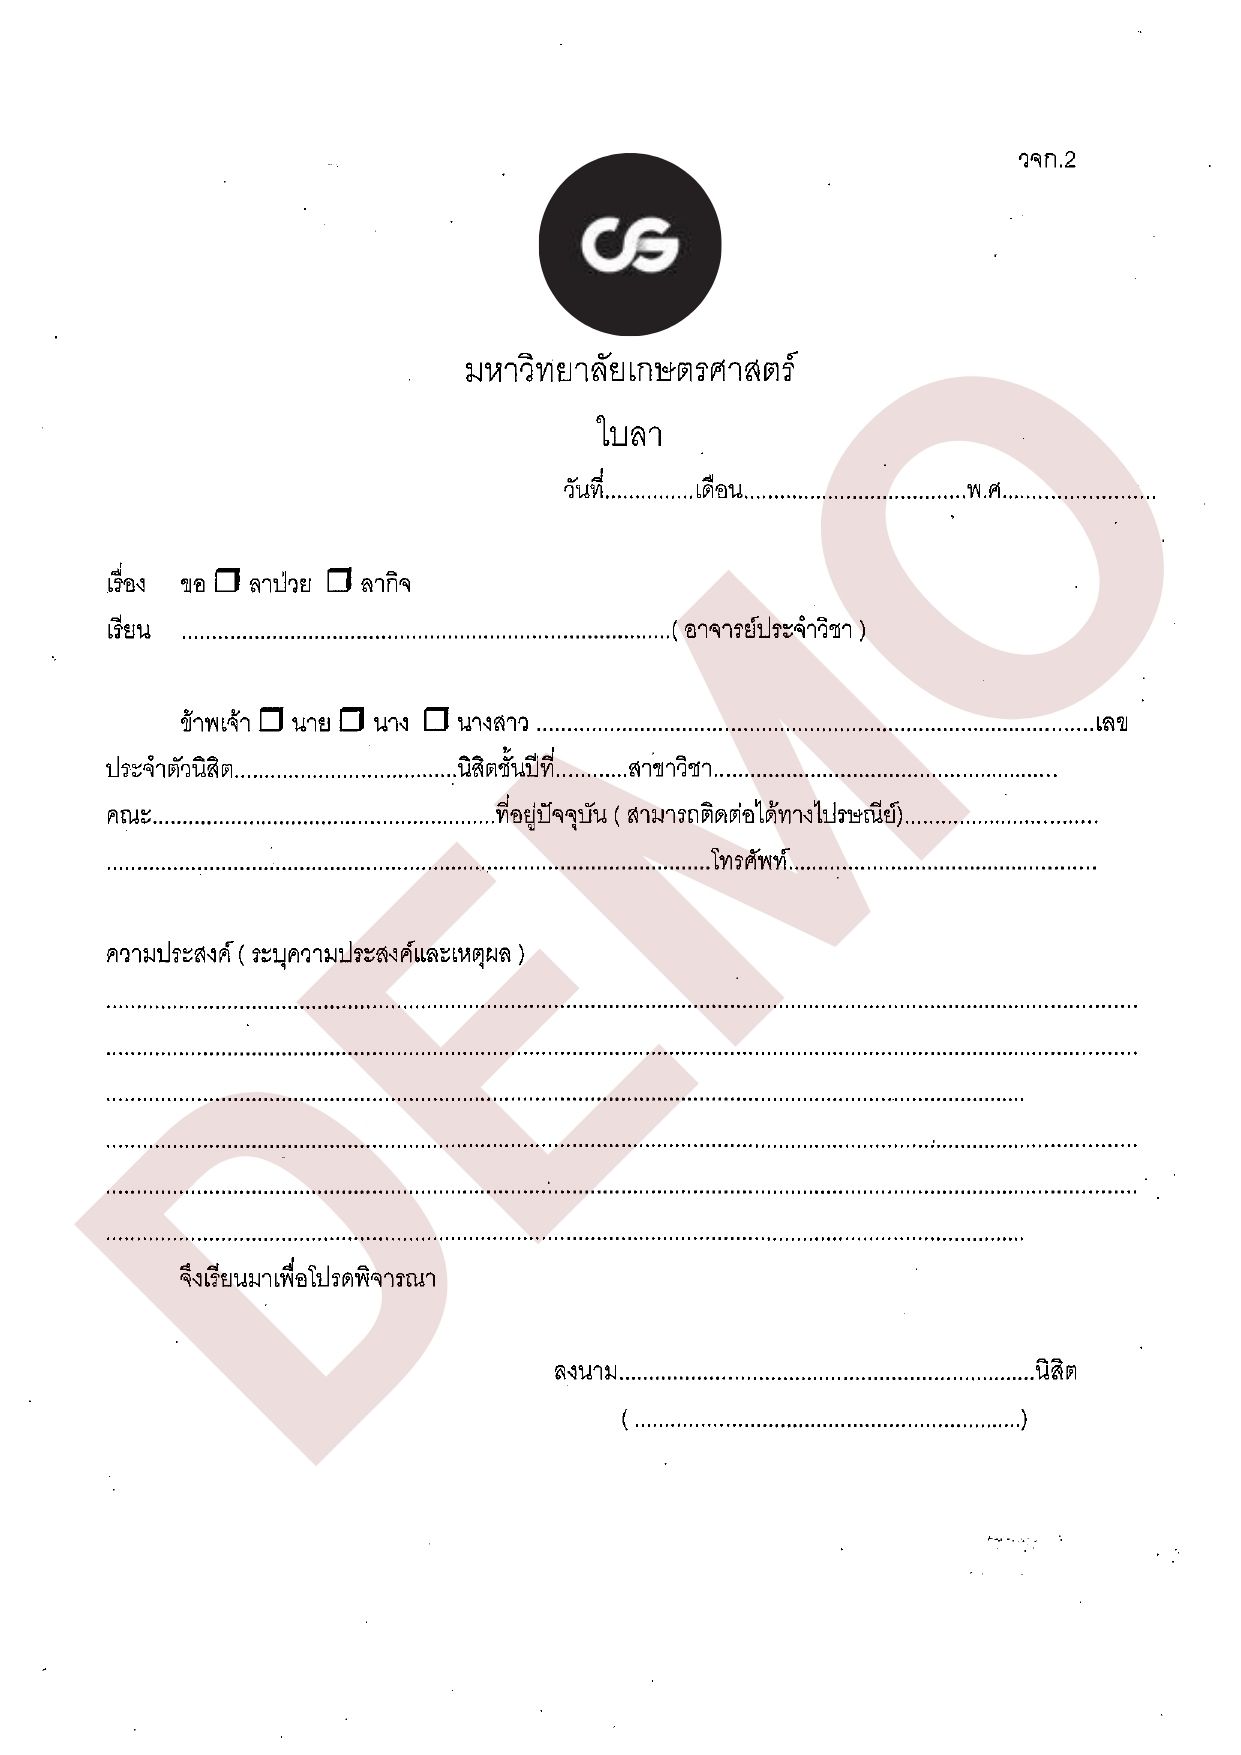 วจก.2
CG
มหาวิทยาลัยเกษตรศาสตร์
ใบลา
วันที่...............เดือน.....................................พ.ศ..........................
เรื่อง ขอ ❒ ลาป่วย ❒ ลากิจ
เรียน ..................................................................................( อาจารย์ประจำวิชา )
ข้าพเจ้า ❒ นาย ❒ นาง ❒ นางสาว ..............................................................................................เลข
ประจำตัวนิสิต.....................................นิสิตชั้นปีที่............สาขาวิชา..........................................................
คณะ.........................................................ที่อยู่ปัจจุบัน ( สามารถติดต่อได้ทางไปรษณีย์)................................
.....................................................................................................โทรศัพท์....................................................
ความประสงค์ ( ระบุความประสงค์และเหตุผล )
จึงเรียนมาเพื่อโปรดพิจารณา
ลงนาม......................................................................นิสิต
( .................................................................)
DEMO